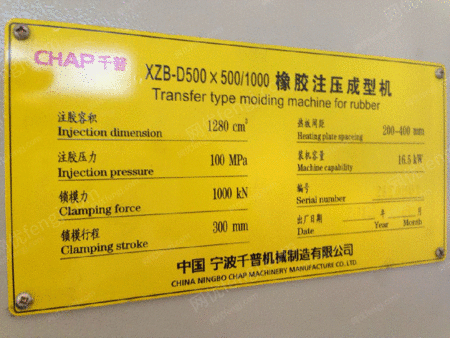 CHAP 千普
XZB-D500×500/1000 橡胶注压成型机
Transfer type moiding machine for rubber
注胶容积
Injection dimension 1280 cm³
注胶压力
Injection pressure 100 MPa
锁模力
Clamping force 1000 kN
锁模行程
Clamping stroke 300 mm
热板间距
Heating plate speceing 200-400 mm
装机容量
Machine capability 16.5 kW
编号
Serial number
出厂日期 年 月
Date Year Month
中国 宁波千普机械制造有限公司
CHINA NINGBO CHAP MACHINERY MANUFACTURE CO.,LTD.